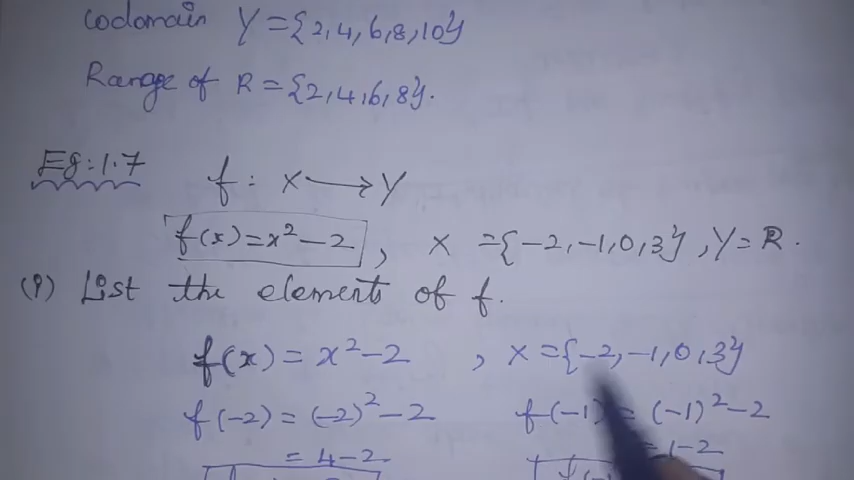 codomain Y = {2, 4, 6, 8, 10}
Range of R = {2, 4, 6, 8}.
Eg: 1.7 f : X ⟶ Y
f(x) = x² – 2 , X = {–2, –1, 0, 3} , Y = R.
(i) List the elements of f.
f(x) = x² – 2 , X = {–2, –1, 0, 3}
f(–2) = (–2)² – 2 f(–1) = (–1)² – 2
= 4 – 2 = 1 – 2